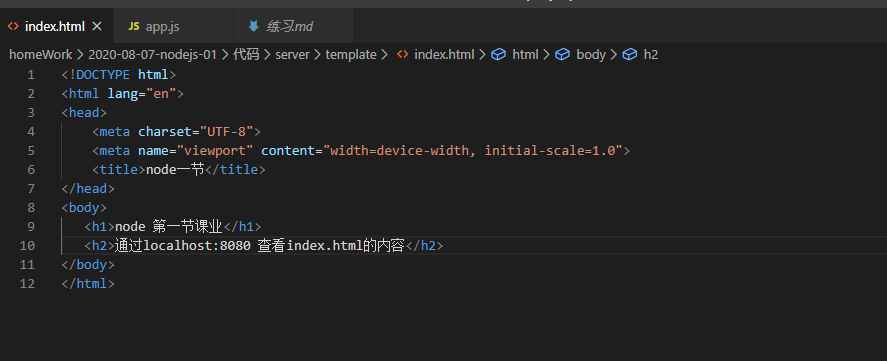 index.html
app.js
练习.md
homeWork > 2020-08-07-nodejs-01 > 代码 > server > template > index.html > html > body > h2
1 <!DOCTYPE html>
2 <html lang="en">
3 <head>
4 <meta charset="UTF-8">
5 <meta name="viewport" content="width=device-width, initial-scale=1.0">
6 <title>node一节</title>
7 </head>
8 <body>
9 <h1>node 第一节课业</h1>
10 <h2>通过localhost:8080 查看index.html的内容</h2>
11 </body>
12 </html>